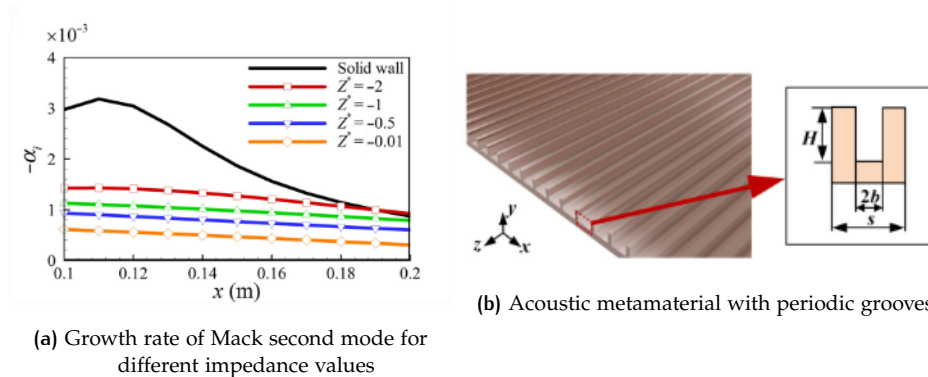 ×10⁻³
4
3
2
1
0
-αᵢ
0.1 0.12 0.14 0.16 0.18 0.2
x (m)
Solid wall
Z* = -2
Z* = -1
Z* = -0.5
Z* = -0.01
(a) Growth rate of Mack second mode for
different impedance values
y
z x
H
2b
s
(b) Acoustic metamaterial with periodic grooves